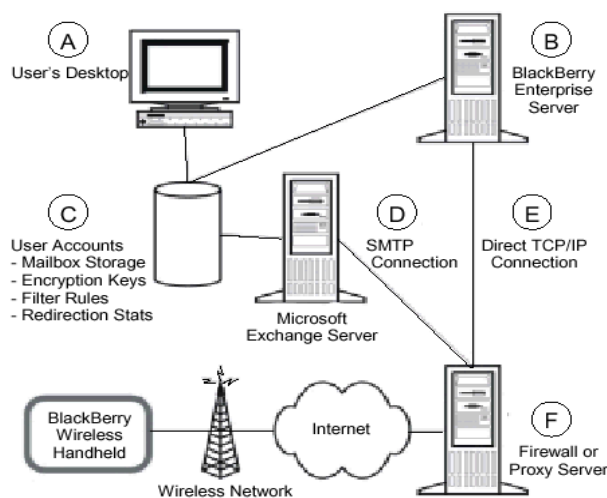 A
User's Desktop
B
BlackBerry
Enterprise
Server
C
User Accounts
- Mailbox Storage
- Encryption Keys
- Filter Rules
- Redirection Stats
Microsoft
Exchange Server
D
SMTP
Connection
E
Direct TCP/IP
Connection
BlackBerry
Wireless
Handheld
Wireless Network
Internet
F
Firewall or
Proxy Server